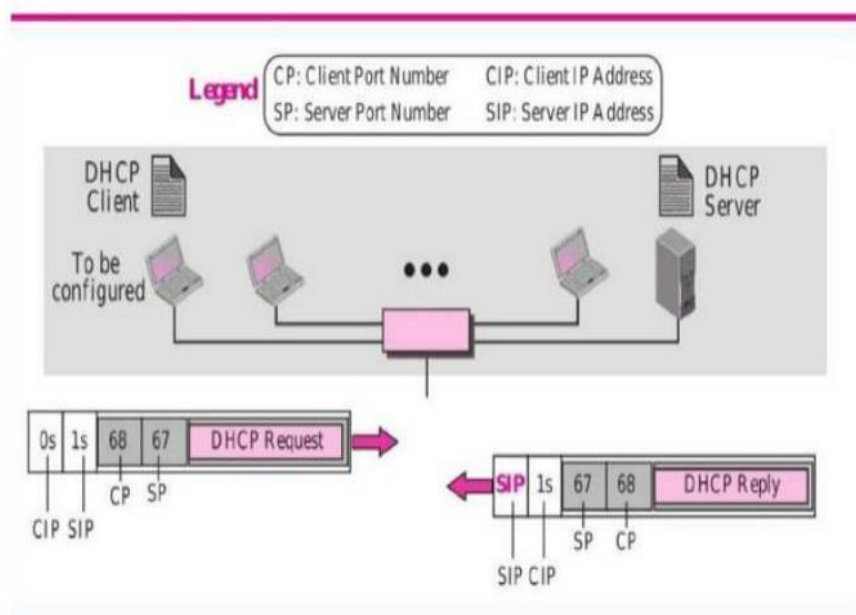 Legend
CP: Client Port Number CIP: Client IP Address
SP: Server Port Number SIP: Server IP Address
DHCP
Client
DHCP
Server
To be
configured
0s 1s 68 67 DHCP Request
CP SP
CIP SIP
SIP 1s 67 68 DHCP Reply
SP CP
SIP CIP